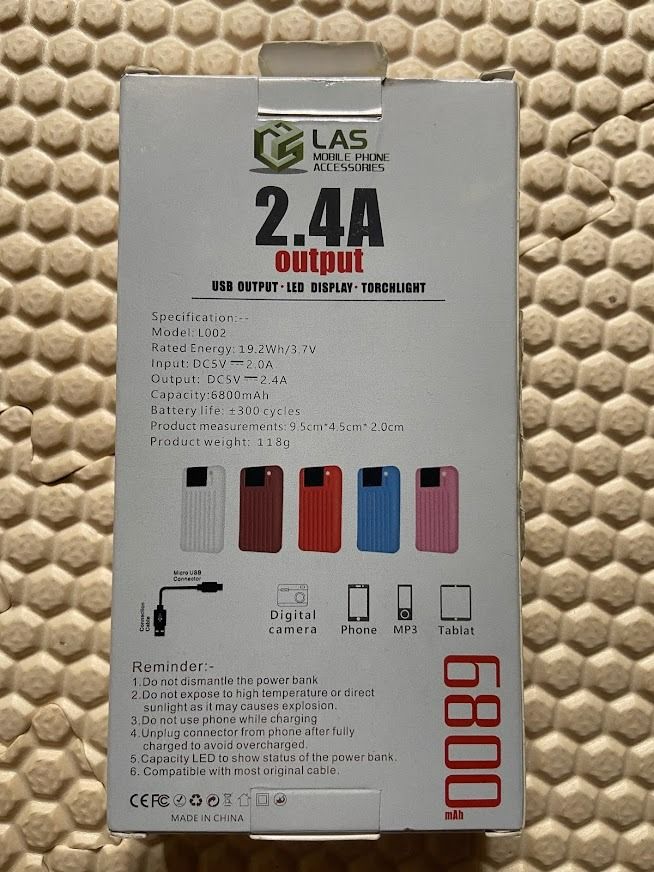 LAS
MOBILE PHONE
ACCESSORIES
2.4A
output
USB OUTPUT · LED DISPLAY · TORCHLIGHT
Specification:--
Model: L002
Rated Energy: 19.2Wh/3.7V
Input: DC5V ⎓ 2.0A
Output: DC5V ⎓ 2.4A
Capacity:6800mAh
Battery life: ±300 cycles
Product measurements: 9.5cm*4.5cm* 2.0cm
Product weight: 118g
Micro USB
Connector
Connection
Cable
Digital
camera
Phone
MP3
Tablat
Reminder:-
1.Do not dismantle the power bank
2.Do not expose to high temperature or direct
sunlight as it may causes explosion.
3.Do not use phone while charging
4.Unplug connector from phone after fully
charged to avoid overcharged.
5.Capacity LED to show status of the power bank.
6. Compatible with most original cable.
6800
mAh
CE FC
MADE IN CHINA